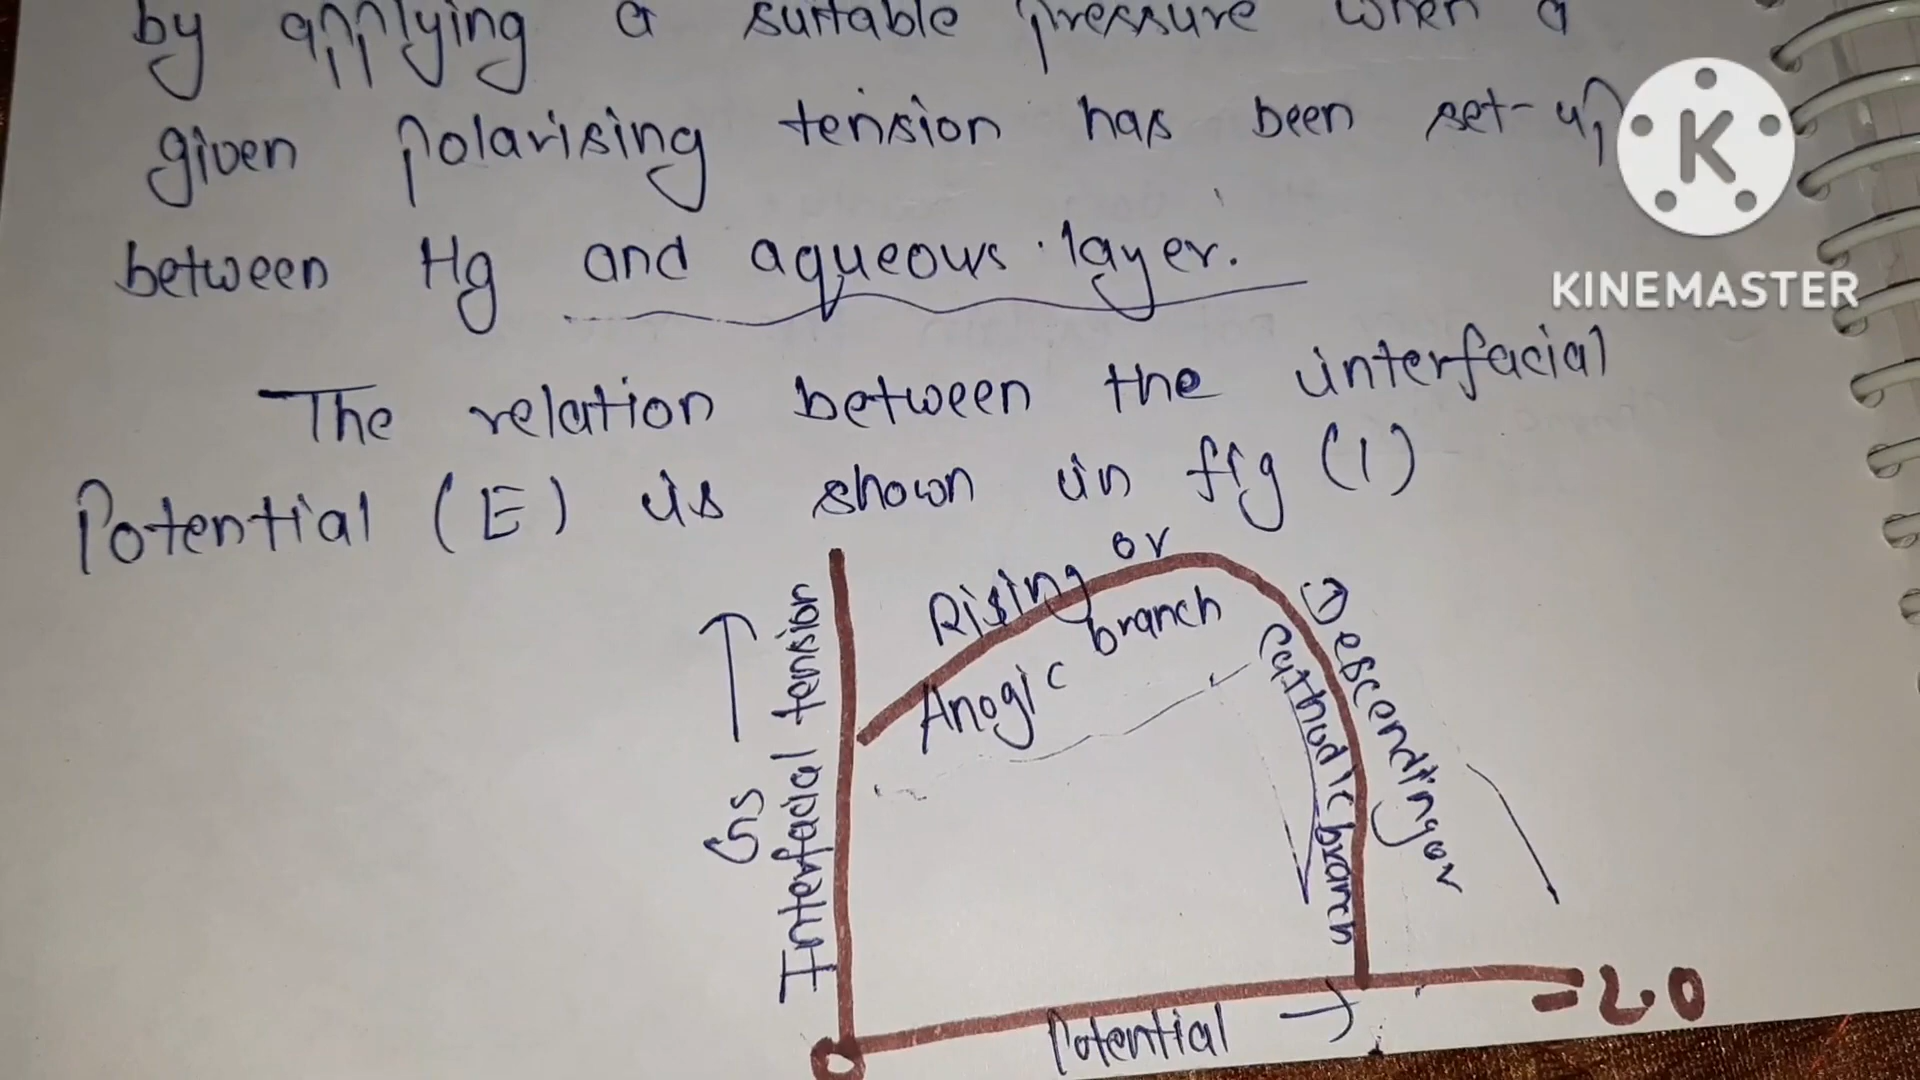 by applying a suitable pressure when a
given polarising tension has been set-up
between Hg and aqueous layer.
K
KINEMASTER
The relation between the interfacial
Potential (E) is shown in fig (1)
Rising or
Anogic branch
Descending or
Cathodic branch
Interfacial tension
Potential
0
=20